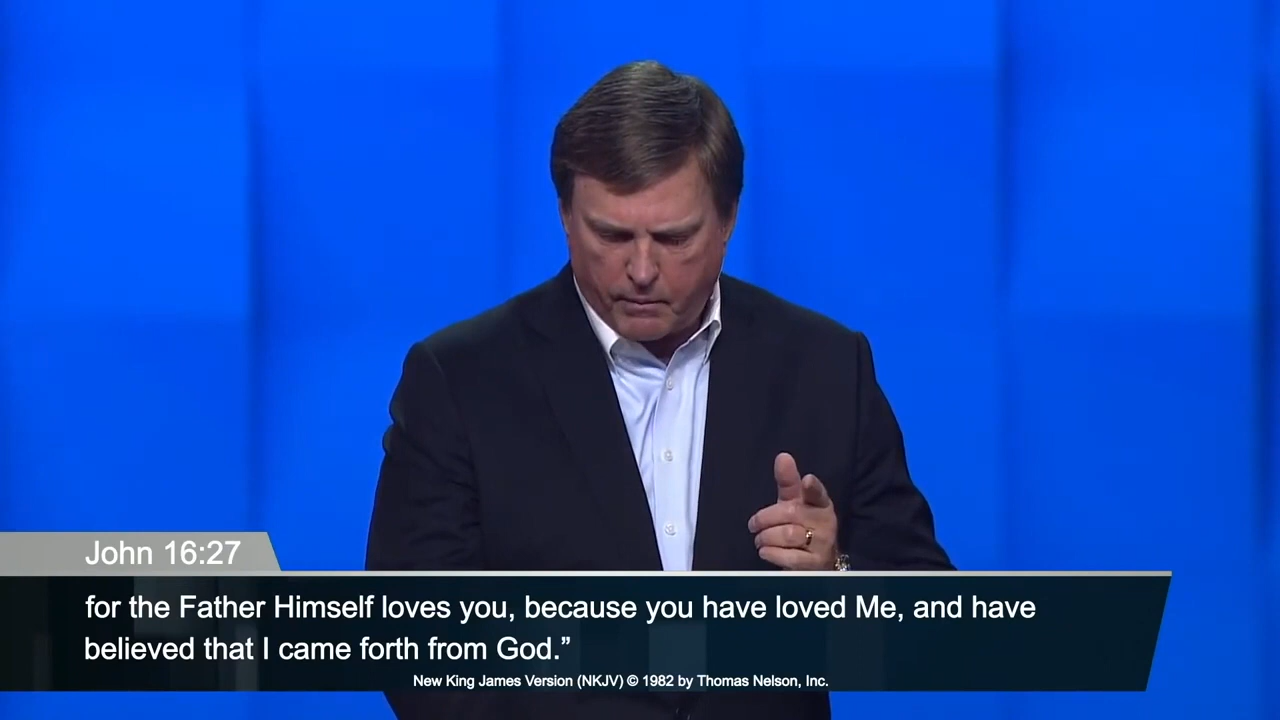 John 16:27
for the Father Himself loves you, because you have loved Me, and have
believed that I came forth from God.”
New King James Version (NKJV) © 1982 by Thomas Nelson, Inc.